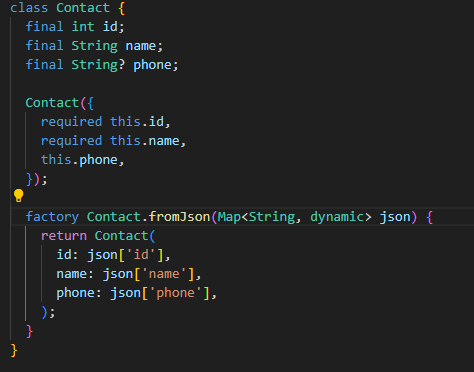 class Contact {
  final int id;
  final String name;
  final String? phone;

  Contact({
    required this.id,
    required this.name,
    this.phone,
  });

  factory Contact.fromJson(Map<String, dynamic> json) {
    return Contact(
      id: json['id'],
      name: json['name'],
      phone: json['phone'],
    );
  }
}